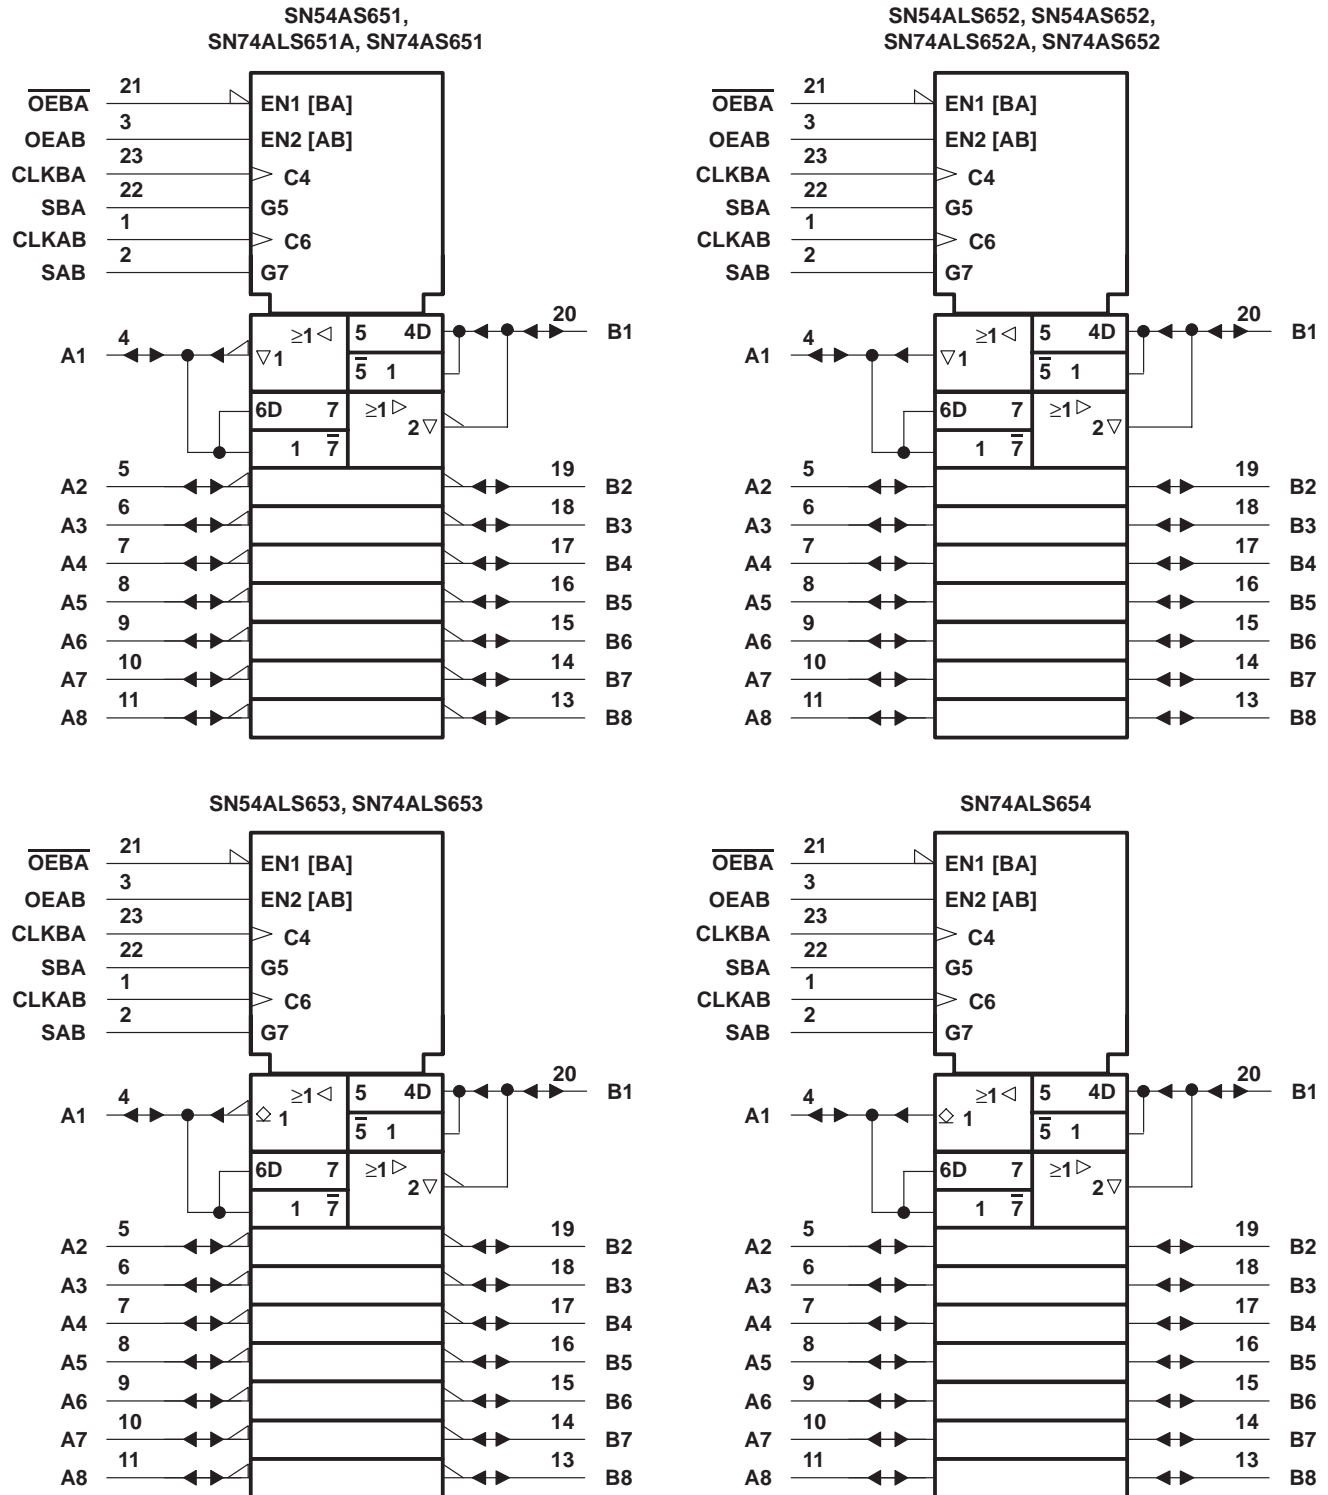 SN54AS651,
SN74ALS651A, SN74AS651
21
OEBA
EN1 [BA]
3
OEAB
EN2 [AB]
23
CLKBA
C4
22
SBA
G5
1
CLKAB
C6
2
SAB
G7
4
A1
≥1 ◁
▽ 1
5 4D
5 1
20
B1
6D 7
1 7
≥1 ▷
2 ▽
5
A2
19
B2
6
A3
18
B3
7
A4
17
B4
8
A5
16
B5
9
A6
15
B6
10
A7
14
B7
11
A8
13
B8
SN54ALS652, SN54AS652,
SN74ALS652A, SN74AS652
21
OEBA
EN1 [BA]
3
OEAB
EN2 [AB]
23
CLKBA
C4
22
SBA
G5
1
CLKAB
C6
2
SAB
G7
4
A1
≥1 ◁
▽ 1
5 4D
5 1
20
B1
6D 7
1 7
≥1 ▷
2 ▽
5
A2
19
B2
6
A3
18
B3
7
A4
17
B4
8
A5
16
B5
9
A6
15
B6
10
A7
14
B7
11
A8
13
B8
SN54ALS653, SN74ALS653
21
OEBA
EN1 [BA]
3
OEAB
EN2 [AB]
23
CLKBA
C4
22
SBA
G5
1
CLKAB
C6
2
SAB
G7
4
A1
≥1 ◁
◇ 1
5 4D
5 1
20
B1
6D 7
1 7
≥1 ▷
2 ▽
5
A2
19
B2
6
A3
18
B3
7
A4
17
B4
8
A5
16
B5
9
A6
15
B6
10
A7
14
B7
11
A8
13
B8
SN74ALS654
21
OEBA
EN1 [BA]
3
OEAB
EN2 [AB]
23
CLKBA
C4
22
SBA
G5
1
CLKAB
C6
2
SAB
G7
4
A1
≥1 ◁
◇ 1
5 4D
5 1
20
B1
6D 7
1 7
≥1 ▷
2 ▽
5
A2
19
B2
6
A3
18
B3
7
A4
17
B4
8
A5
16
B5
9
A6
15
B6
10
A7
14
B7
11
A8
13
B8